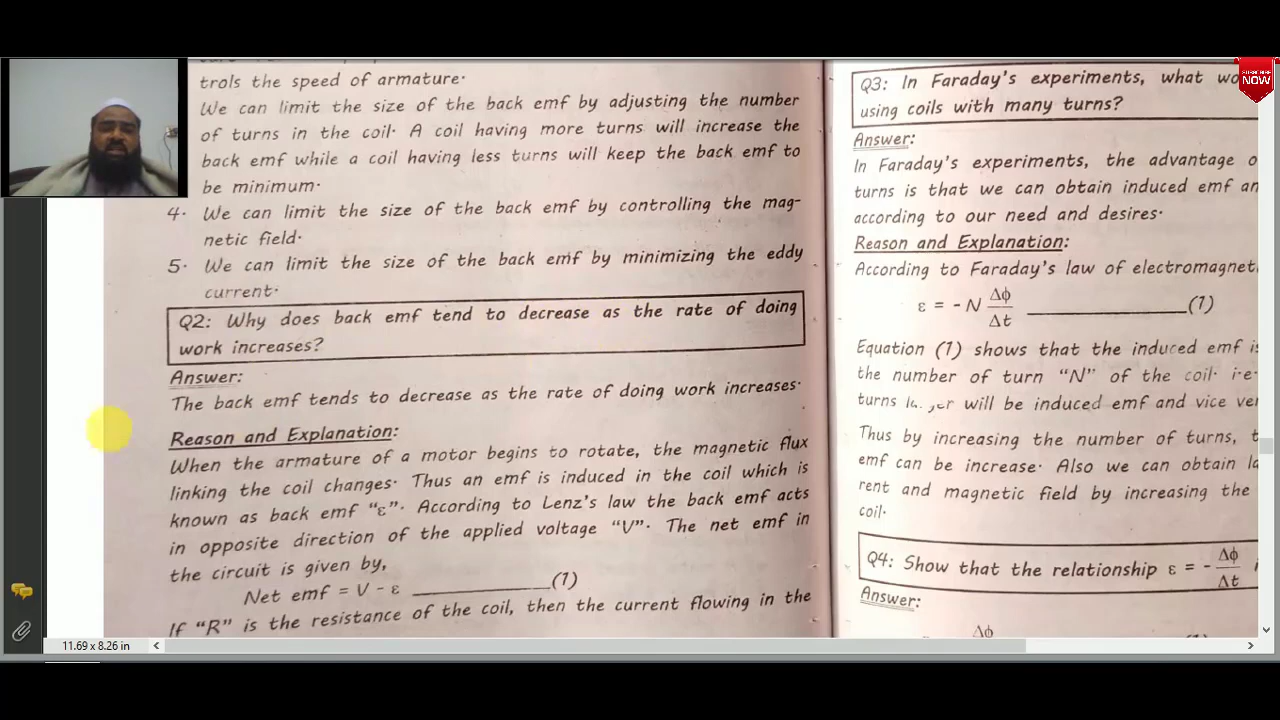 trols the speed of armature·
We can limit the size of the back emf by adjusting the number
of turns in the coil· A coil having more turns will increase the
back emf while a coil having less turns will keep the back emf to
be minimum·
4· We can limit the size of the back emf by controlling the mag-
netic field·
5· We can limit the size of the back emf by minimizing the eddy
current·
Q2: Why does back emf tend to decrease as the rate of doing
work increases?
Answer:
The back emf tends to decrease as the rate of doing work increases·
Reason and Explanation:
When the armature of a motor begins to rotate, the magnetic flux
linking the coil changes· Thus an emf is induced in the coil which is
known as back emf "ε"· According to Lenz's law the back emf acts
in opposite direction of the applied voltage "V"· The net emf in
the circuit is given by,
Net emf = V - ε ___________(1)
If "R" is the resistance of the coil, then the current flowing in the
Q3: In Faraday's experiments, what wo
using coils with many turns?
Answer:
In Faraday's experiments, the advantage o
turns is that we can obtain induced emf an
according to our need and desires·
Reason and Explanation:
According to Faraday's law of electromagnet
ε = - N Δϕ/Δt ___________(1)
Equation (1) shows that the induced emf is
the number of turn "N" of the coil· i·e·
turns will be induced emf and vice ver
Thus by increasing the number of turns, t
emf can be increase· Also we can obtain la
rent and magnetic field by increasing the
coil·
Q4: Show that the relationship ε = - Δϕ/Δt i
Answer:
Δϕ
11.69 x 8.26 in
SUBSCRIBE
NOW